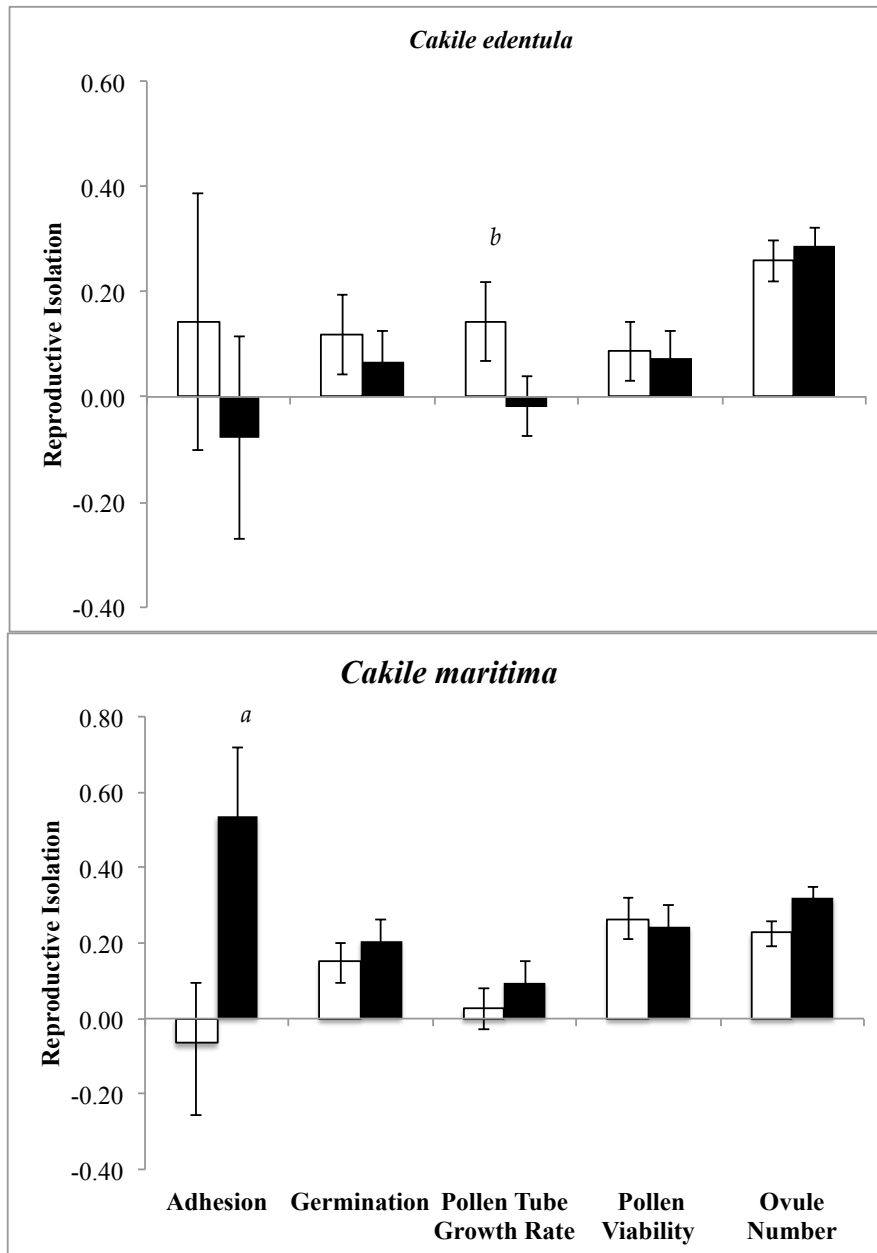 Cakile edentula
0.60
0.40
b
0.20
0.00
-0.20
-0.40
Reproductive Isolation
Cakile maritima
0.80
a
0.60
0.40
0.20
0.00
-0.20
-0.40
Reproductive Isolation
Adhesion Germination Pollen Tube Pollen Ovule
Growth Rate Viability Number